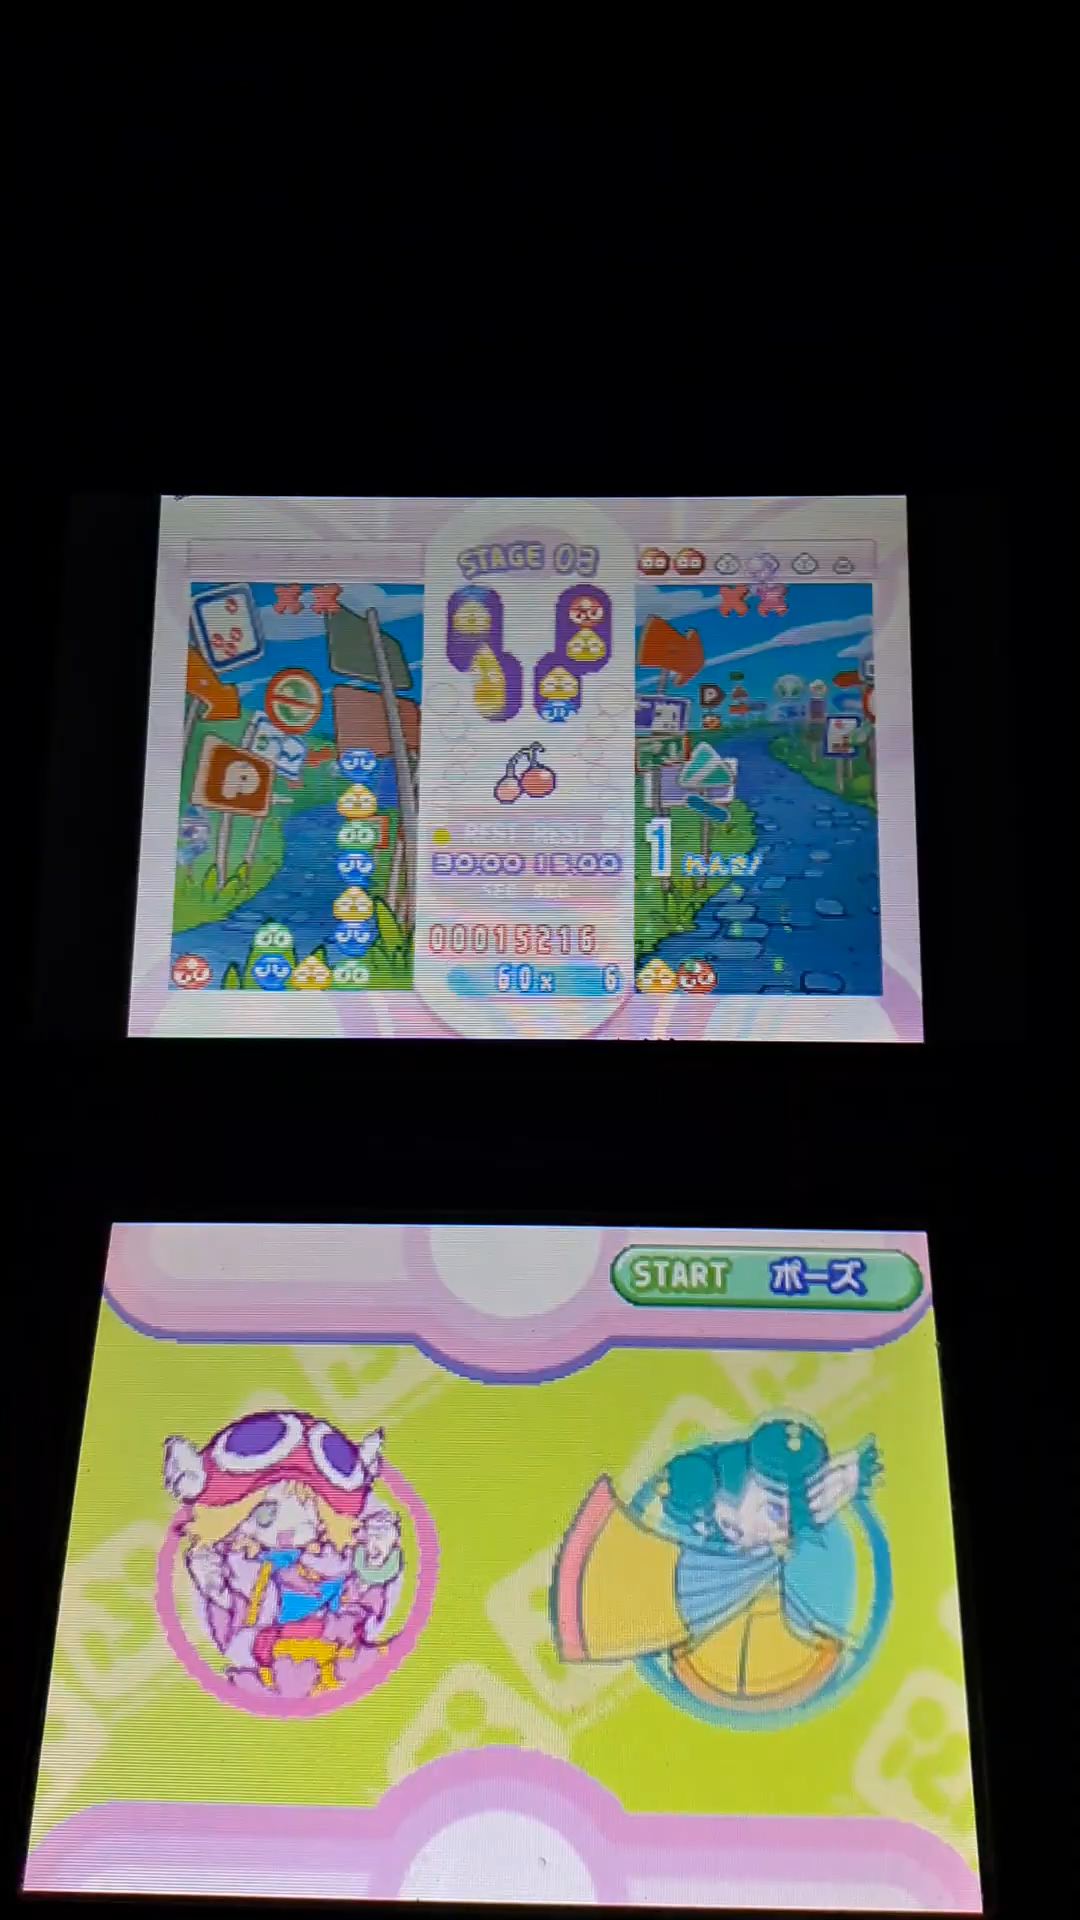 STAGE 03
P
P
1 れんさ!
REST REST
30:00 15:00
SEC SEC
00015216
60× 6
START ポーズ